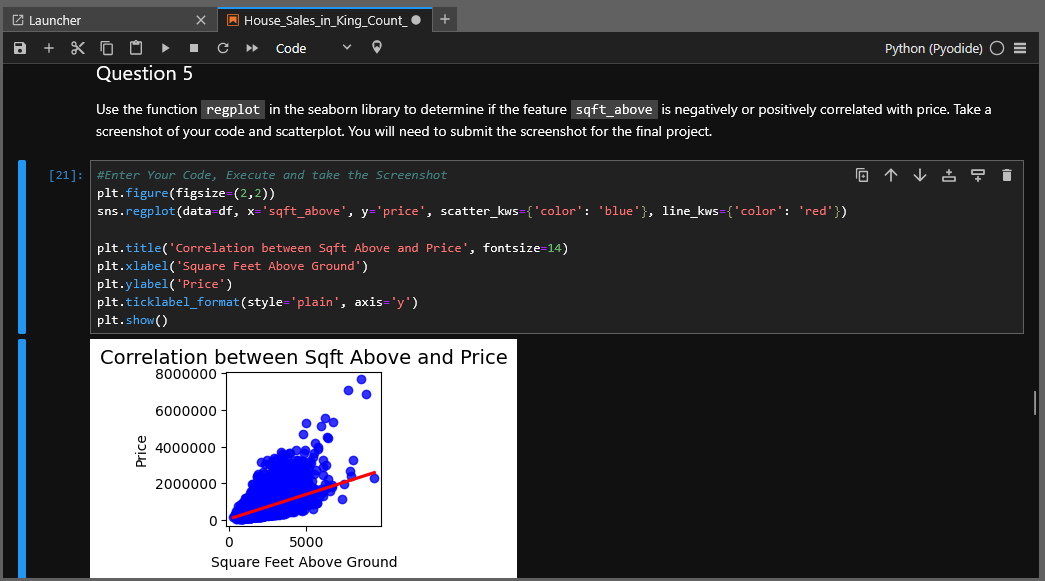 Launcher
House_Sales_in_King_Count_
Code
Python (Pyodide)
Question 5
Use the function regplot in the seaborn library to determine if the feature sqft_above is negatively or positively correlated with price. Take a
screenshot of your code and scatterplot. You will need to submit the screenshot for the final project.
[21]:
#Enter Your Code, Execute and take the Screenshot
plt.figure(figsize=(2,2))
sns.regplot(data=df, x='sqft_above', y='price', scatter_kws={'color': 'blue'}, line_kws={'color': 'red'})
plt.title('Correlation between Sqft Above and Price', fontsize=14)
plt.xlabel('Square Feet Above Ground')
plt.ylabel('Price')
plt.ticklabel_format(style='plain', axis='y')
plt.show()
Correlation between Sqft Above and Price
8000000
6000000
4000000
2000000
0
Price
0 5000
Square Feet Above Ground